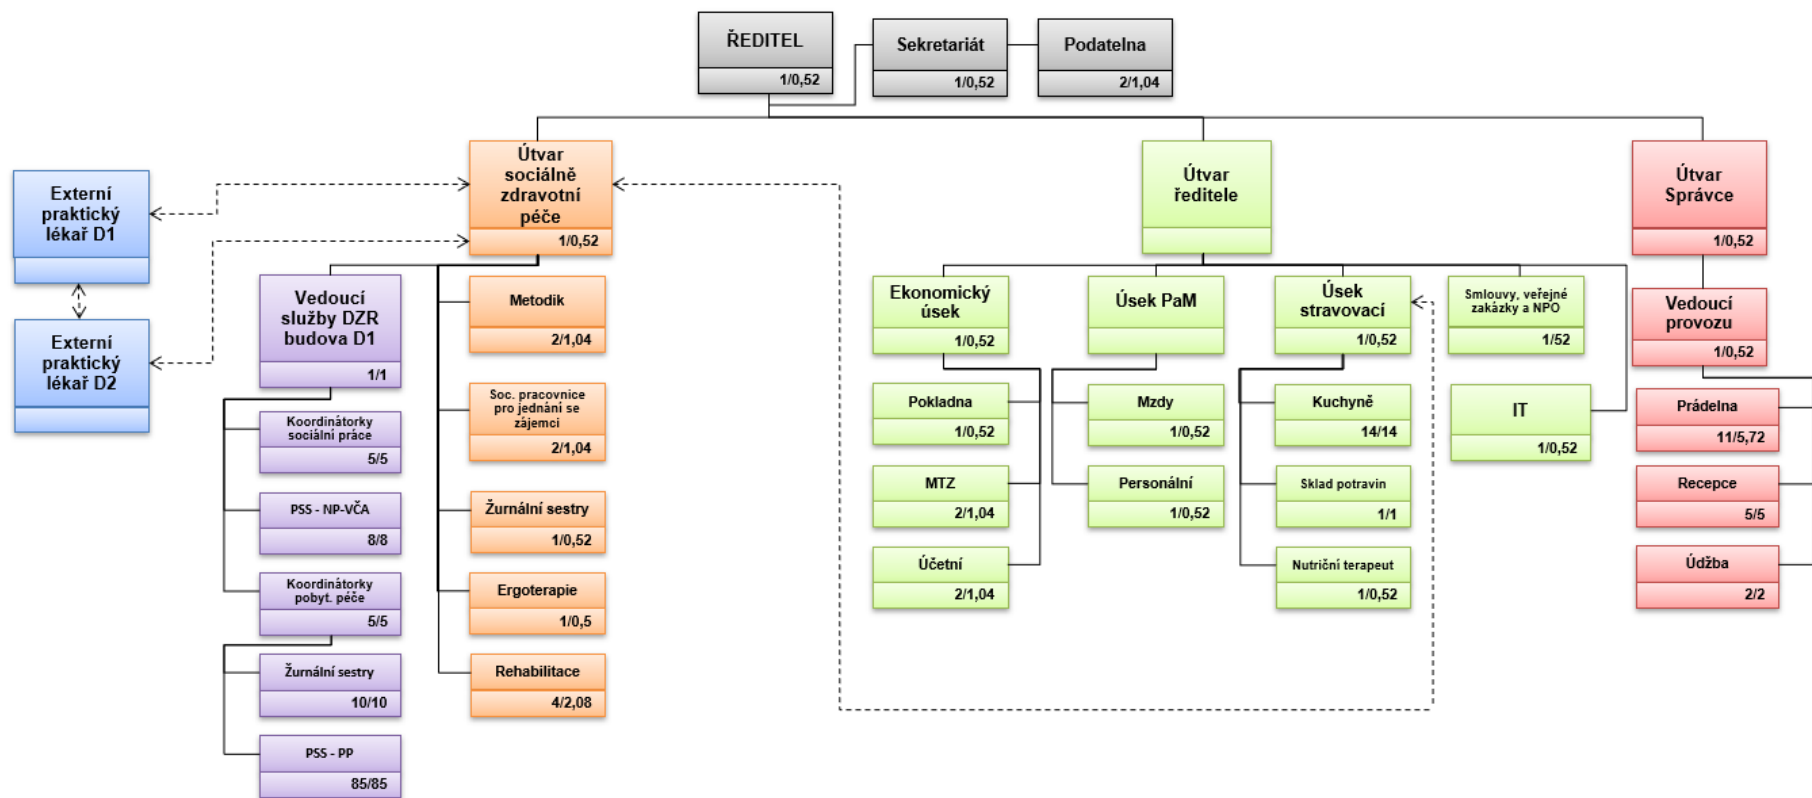 ŘEDITEL
1/0,52
Sekretariát
1/0,52
Podatelna
2/1,04
Externí
praktický
lékař D1
Externí
praktický
lékař D2
Útvar
sociálně
zdravotní
péče
1/0,52
Útvar
ředitele
Útvar
Správce
1/0,52
Vedoucí
služby DZR
budova D1
1/1
Koordinátorky
sociální práce
5/5
PSS - NP-VČA
8/8
Koordinátorky
pobyt. péče
5/5
Žurnální sestry
10/10
PSS - PP
85/85
Metodik
2/1,04
Soc. pracovnice
pro jednání se
zájemci
2/1,04
Žurnální sestry
1/0,52
Ergoterapie
1/0,5
Rehabilitace
4/2,08
Ekonomický
úsek
1/0,52
Pokladna
1/0,52
MTZ
2/1,04
Účetní
2/1,04
Úsek PaM
Mzdy
1/0,52
Personální
1/0,52
Úsek
stravovací
1/0,52
Kuchyně
14/14
Sklad potravin
1/1
Nutriční terapeut
1/0,52
Smlouvy, veřejné
zakázky a NPO
1/52
IT
1/0,52
Vedoucí
provozu
1/0,52
Prádelna
11/5,72
Recepce
5/5
Údžba
2/2